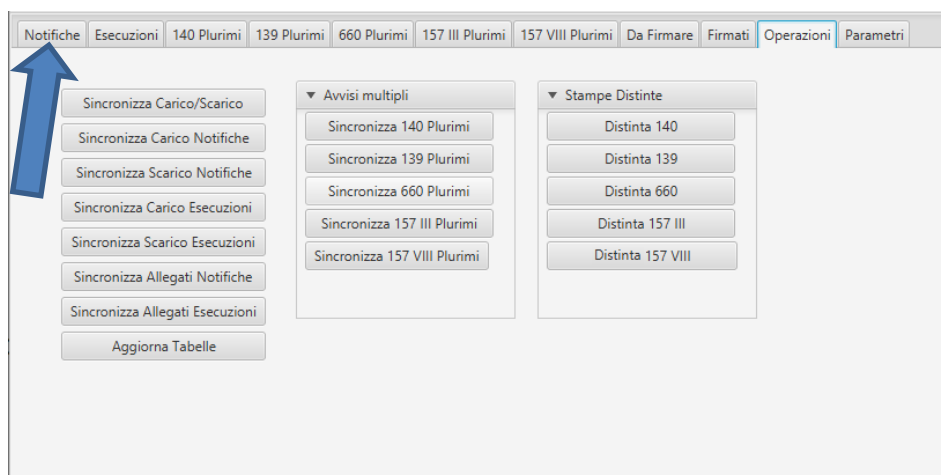 Notifiche Esecuzioni 140 Plurimi 139 Plurimi 660 Plurimi 157 III Plurimi 157 VIII Plurimi Da Firmare Firmati Operazioni Parametri
Sincronizza Carico/Scarico
Sincronizza Carico Notifiche
Sincronizza Scarico Notifiche
Sincronizza Carico Esecuzioni
Sincronizza Scarico Esecuzioni
Sincronizza Allegati Notifiche
Sincronizza Allegati Esecuzioni
Aggiorna Tabelle
Avvisi multipli
Sincronizza 140 Plurimi
Sincronizza 139 Plurimi
Sincronizza 660 Plurimi
Sincronizza 157 III Plurimi
Sincronizza 157 VIII Plurimi
Stampe Distinte
Distinta 140
Distinta 139
Distinta 660
Distinta 157 III
Distinta 157 VIII